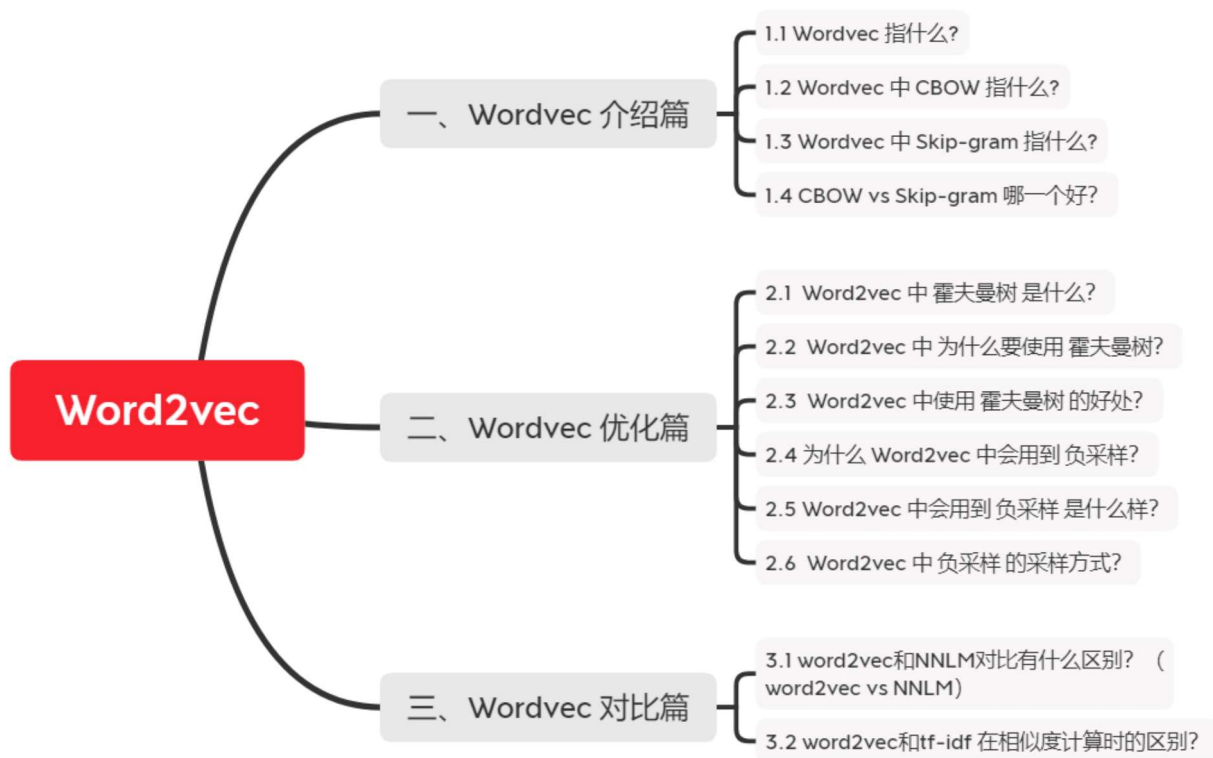 Word2vec
一、Wordvec 介绍篇
1.1 Wordvec 指什么?
1.2 Wordvec 中 CBOW 指什么?
1.3 Wordvec 中 Skip-gram 指什么?
1.4 CBOW vs Skip-gram 哪一个好?
二、Wordvec 优化篇
2.1 Word2vec 中 霍夫曼树 是什么?
2.2 Word2vec 中 为什么要使用 霍夫曼树?
2.3 Word2vec 中使用 霍夫曼树 的好处?
2.4 为什么 Word2vec 中会用到 负采样?
2.5 Word2vec 中会用到 负采样 是什么样?
2.6 Word2vec 中 负采样 的采样方式?
三、Wordvec 对比篇
3.1 word2vec和NNLM对比有什么区别? （
word2vec vs NNLM）
3.2 word2vec和tf-idf 在相似度计算时的区别?